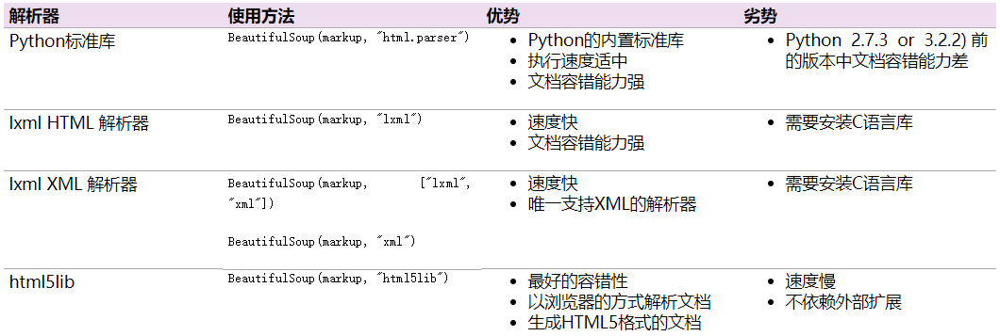 解析器 使用方法 优势 劣势
Python标准库 BeautifulSoup(markup, "html.parser") • Python的内置标准库 • Python 2.7.3 or 3.2.2)前
• 执行速度适中 的版本中文档容错能力差
• 文档容错能力强
lxml HTML 解析器 BeautifulSoup(markup, "lxml") • 速度快 • 需要安装C语言库
• 文档容错能力强
lxml XML 解析器 BeautifulSoup(markup, ["lxml", • 速度快 • 需要安装C语言库
"xml"]) • 唯一支持XML的解析器
BeautifulSoup(markup, "xml")
html5lib BeautifulSoup(markup, "html5lib") • 最好的容错性 • 速度慢
• 以浏览器的方式解析文档 • 不依赖外部扩展
• 生成HTML5格式的文档